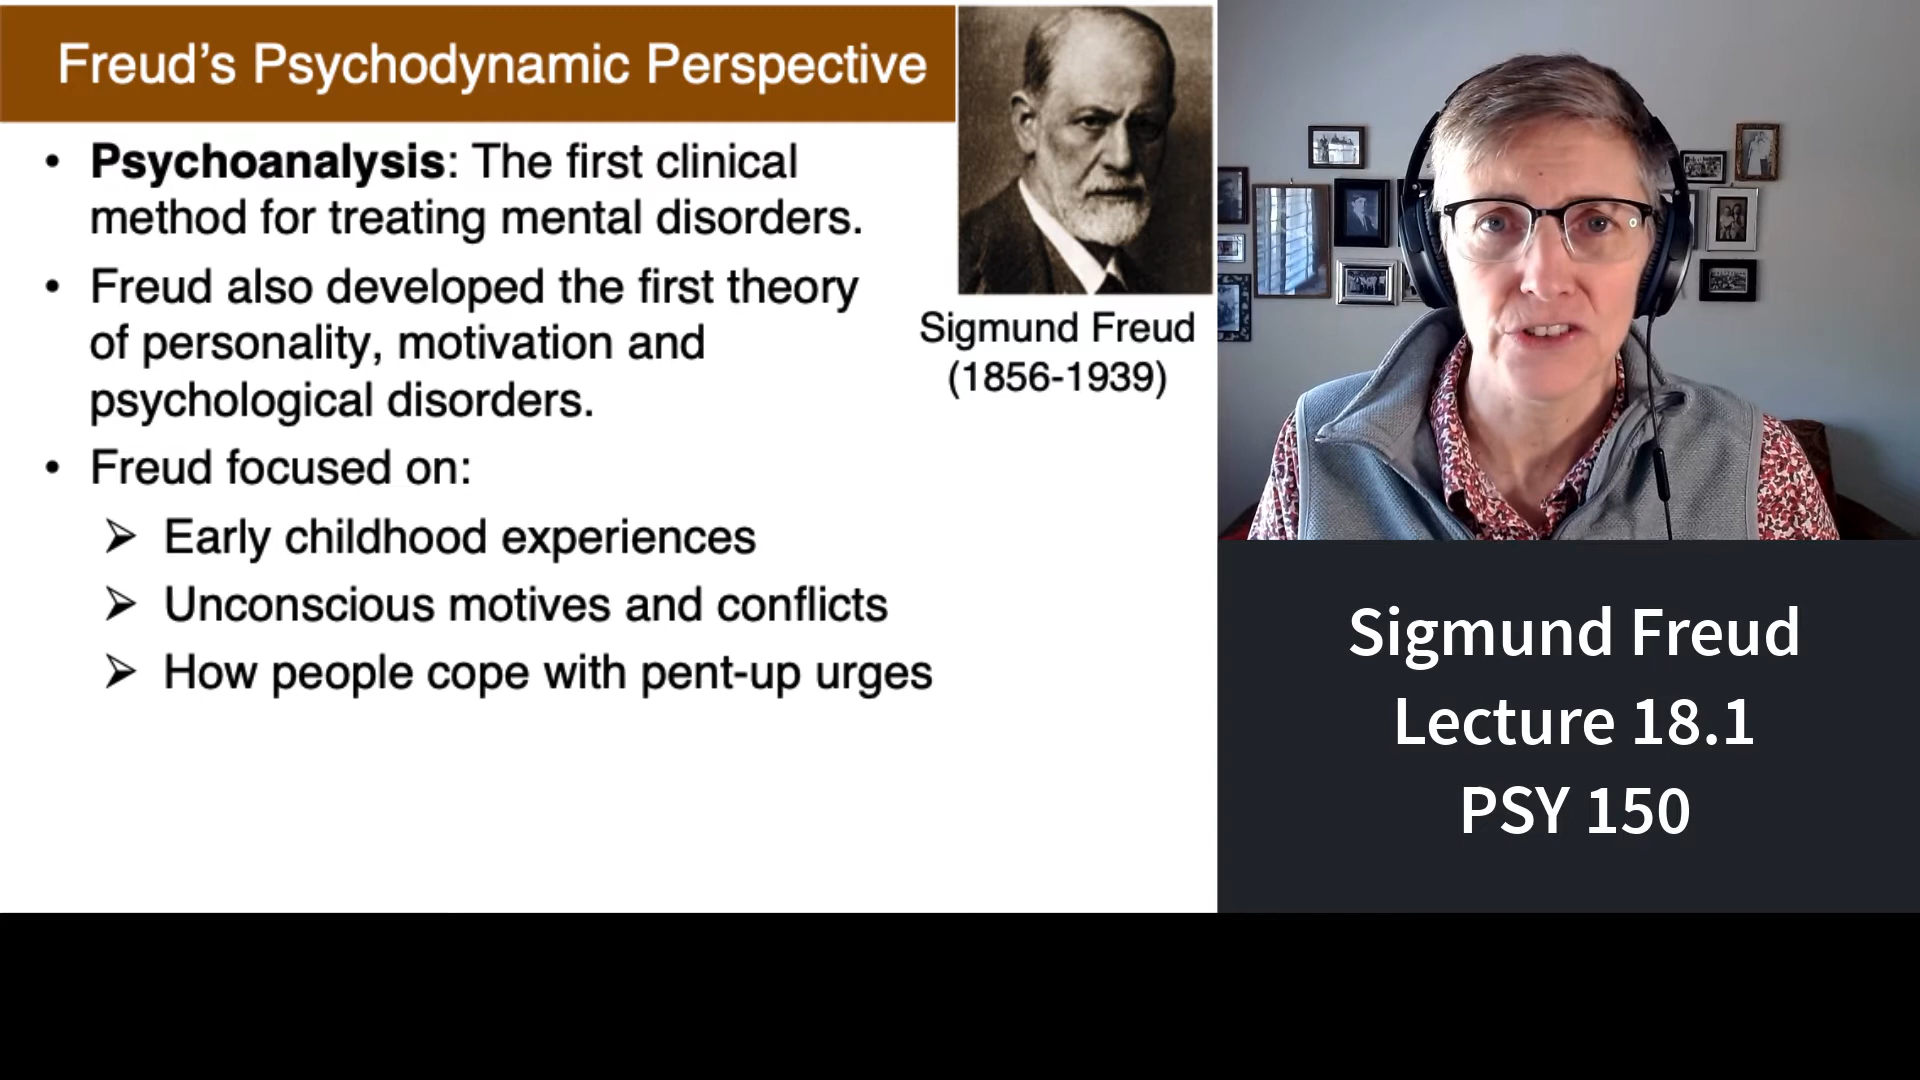 Freud’s Psychodynamic Perspective
• Psychoanalysis: The first clinical
method for treating mental disorders.
• Freud also developed the first theory
of personality, motivation and
psychological disorders.
• Freud focused on:
➢ Early childhood experiences
➢ Unconscious motives and conflicts
➢ How people cope with pent-up urges
Sigmund Freud
(1856-1939)
Sigmund Freud
Lecture 18.1
PSY 150